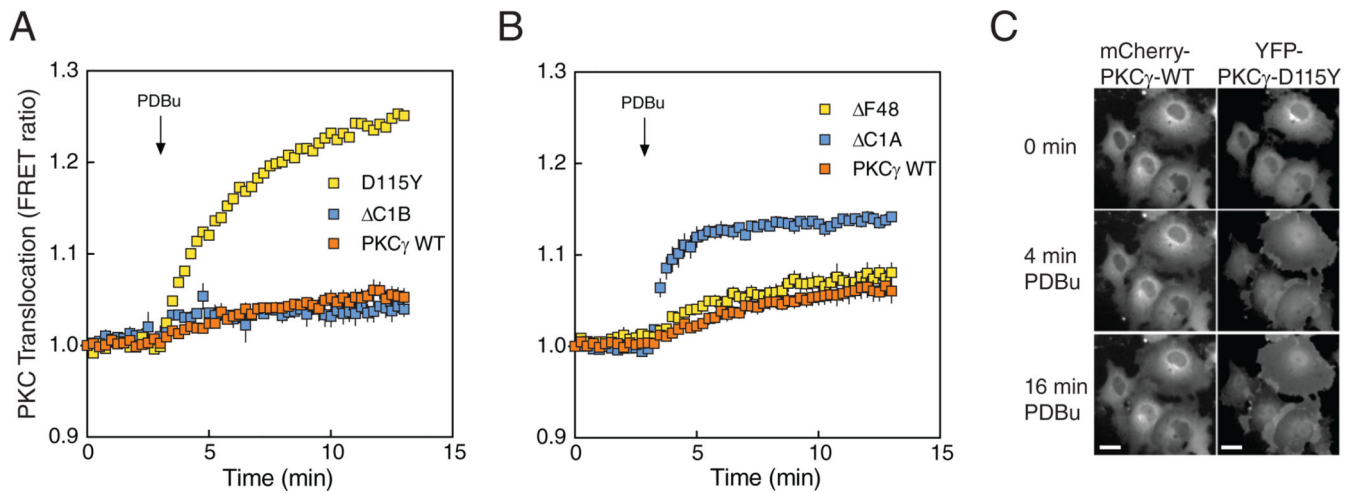 A
B
C
PKC Translocation (FRET ratio)
1.3
1.2
1.1
1.0
0.9
PDBu
D115Y
ΔC1B
PKCγ WT
0
5
10
15
Time (min)
1.3
1.2
1.1
1.0
0.9
PDBu
ΔF48
ΔC1A
PKCγ WT
0
5
10
15
Time (min)
mCherry-
PKCγ-WT
YFP-
PKCγ-D115Y
0 min
4 min
PDBu
16 min
PDBu